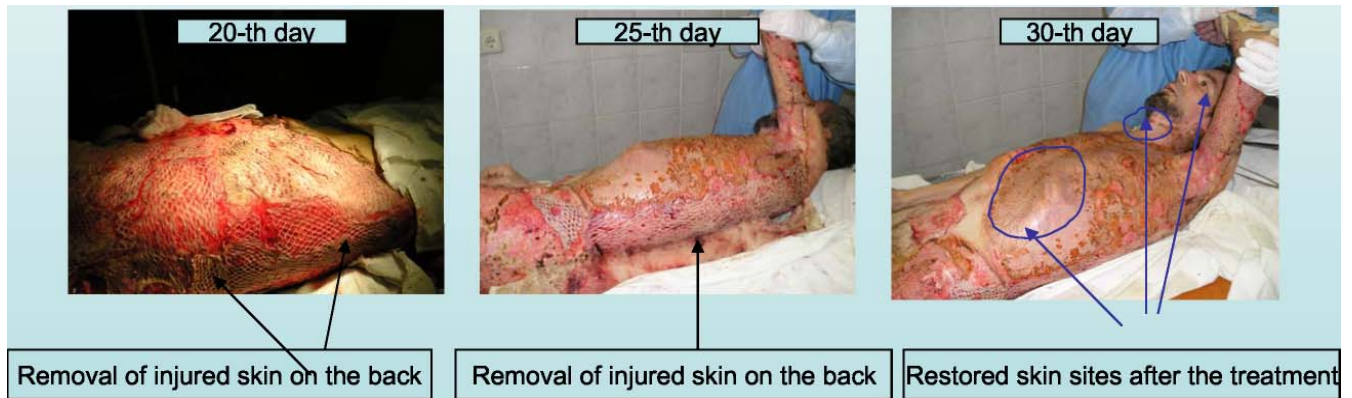 20-th day
25-th day
30-th day
Removal of injured skin on the back
Removal of injured skin on the back
Restored skin sites after the treatment